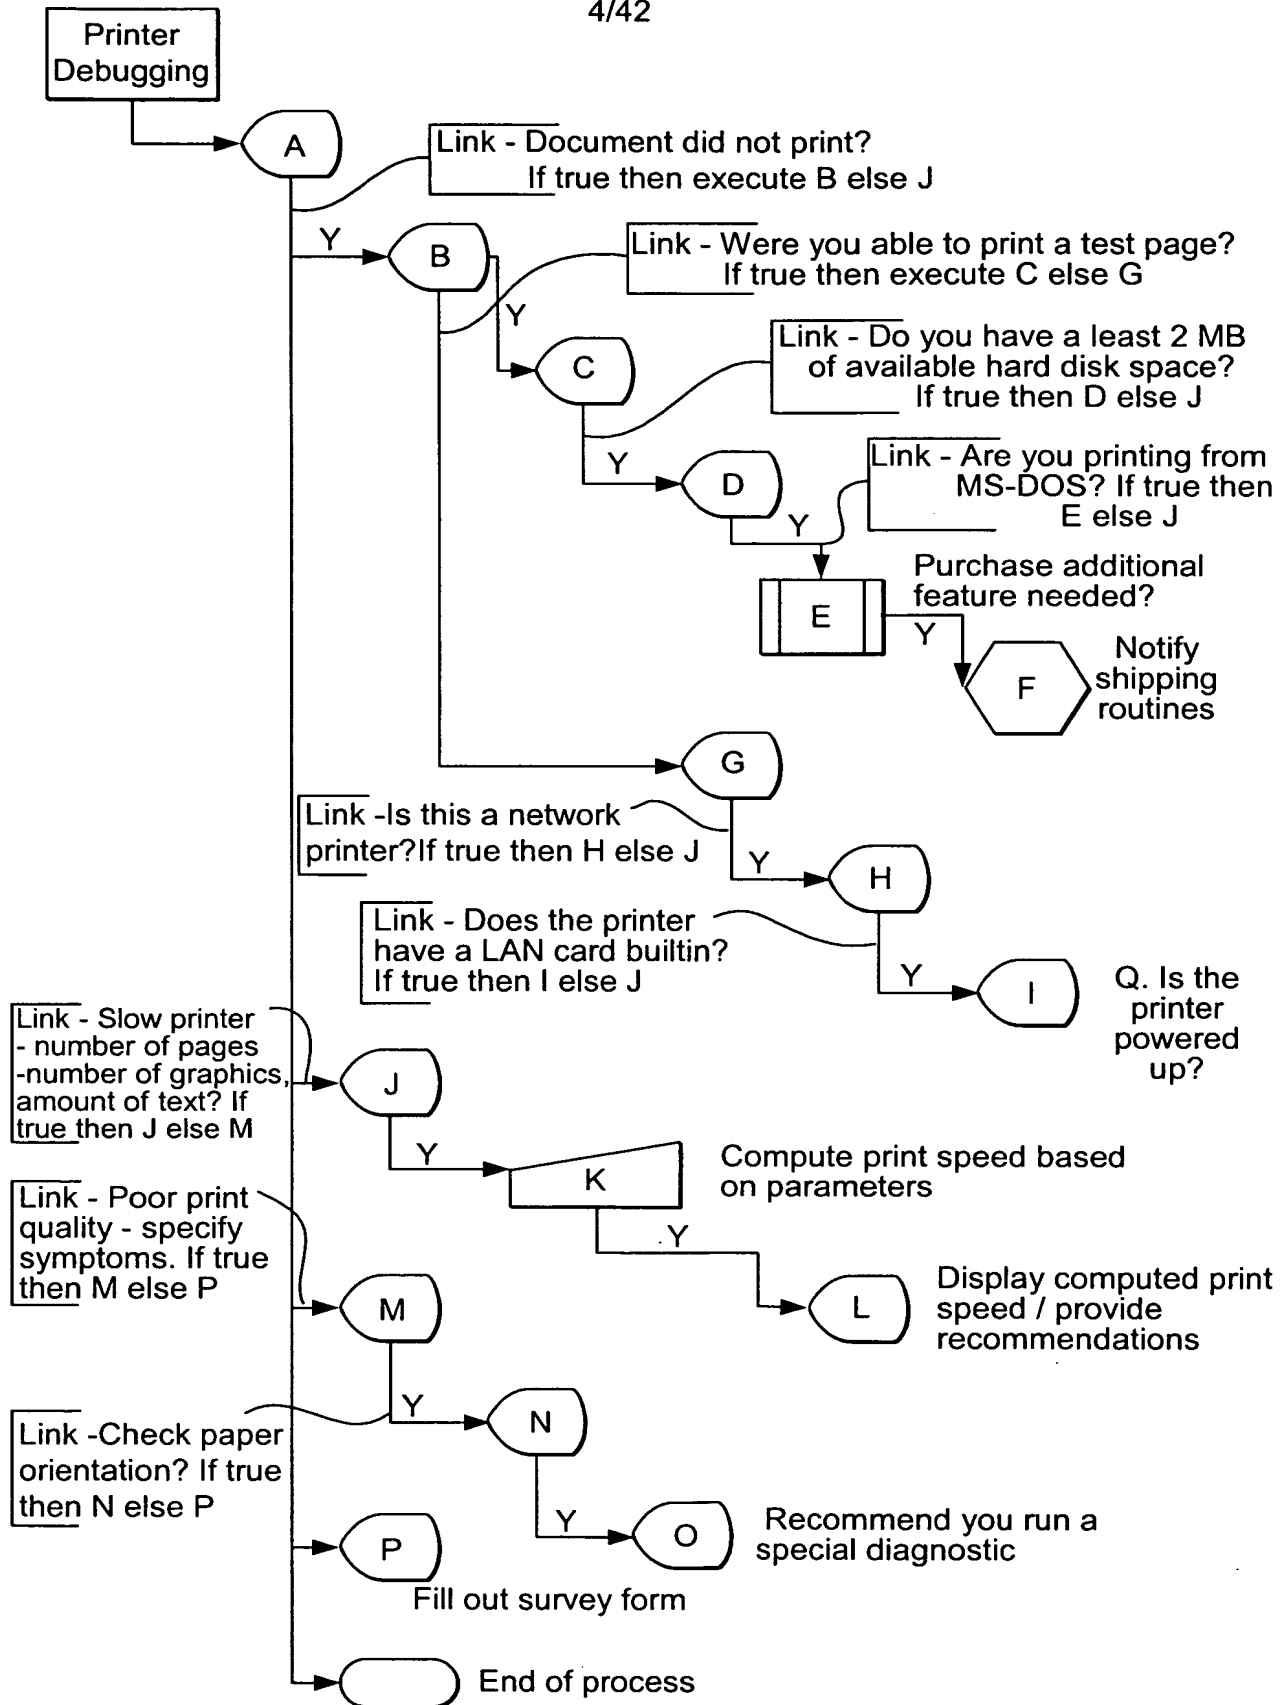 4/42
Printer
Debugging
A
Link - Document did not print?
If true then execute B else J
Y
B
Link - Were you able to print a test page?
If true then execute C else G
Y
C
Link - Do you have a least 2 MB
of available hard disk space?
If true then D else J
Y
D
Link - Are you printing from
MS-DOS? If true then
E else J
Y
E
Purchase additional
feature needed?
Y
F
Notify
shipping
routines
G
Link -Is this a network
printer?If true then H else J
Y
H
Link - Does the printer
have a LAN card builtin?
If true then I else J
Y
I
Q. Is the
printer
powered
up?
Link - Slow printer
- number of pages
-number of graphics,
amount of text? If
true then J else M
J
Y
K
Compute print speed based
on parameters
Y
L
Display computed print
speed / provide
recommendations
Link - Poor print
quality - specify
symptoms. If true
then M else P
M
Y
N
Link -Check paper
orientation? If true
then N else P
Y
O
Recommend you run a
special diagnostic
P
Fill out survey form
End of process